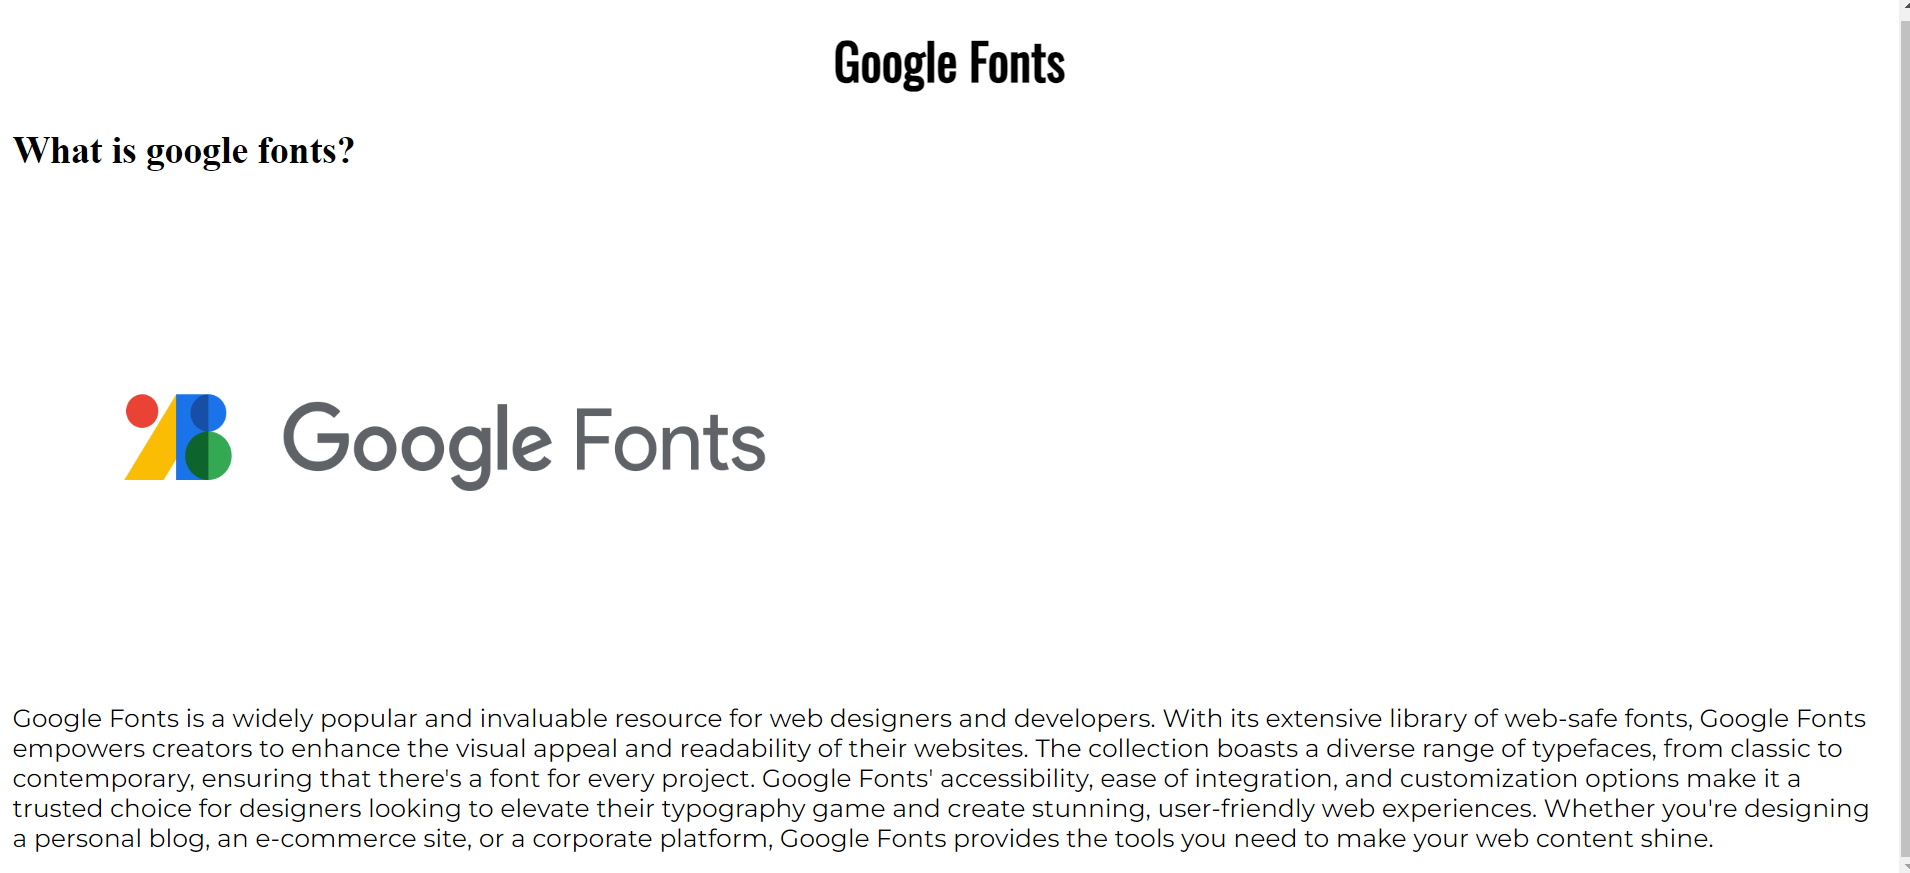 Google Fonts
What is google fonts?
Google Fonts
Google Fonts is a widely popular and invaluable resource for web designers and developers. With its extensive library of web-safe fonts, Google Fonts
empowers creators to enhance the visual appeal and readability of their websites. The collection boasts a diverse range of typefaces, from classic to
contemporary, ensuring that there's a font for every project. Google Fonts' accessibility, ease of integration, and customization options make it a
trusted choice for designers looking to elevate their typography game and create stunning, user-friendly web experiences. Whether you're designing
a personal blog, an e-commerce site, or a corporate platform, Google Fonts provides the tools you need to make your web content shine.